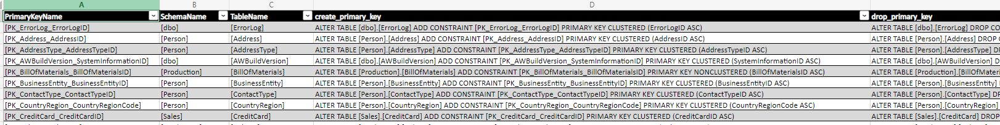 A B C D
PrimaryKeyName SchemaName TableName create_primary_key drop_primary_key
[PK_ErrorLog_ErrorLogID] [dbo] [ErrorLog] ALTER TABLE [dbo].[ErrorLog] ADD CONSTRAINT [PK_ErrorLog_ErrorLogID] PRIMARY KEY CLUSTERED (ErrorLogID ASC) ALTER TABLE [dbo].[ErrorLog] DROP CO
[PK_Address_AddressID] [Person] [Address] ALTER TABLE [Person].[Address] ADD CONSTRAINT [PK_Address_AddressID] PRIMARY KEY CLUSTERED (AddressID ASC) ALTER TABLE [Person].[Address] DROP C
[PK_AddressType_AddressTypeID] [Person] [AddressType] ALTER TABLE [Person].[AddressType] ADD CONSTRAINT [PK_AddressType_AddressTypeID] PRIMARY KEY CLUSTERED (AddressTypeID ASC) ALTER TABLE [Person].[AddressType] DR
[PK_AWBuildVersion_SystemInformationID] [dbo] [AWBuildVersion] ALTER TABLE [dbo].[AWBuildVersion] ADD CONSTRAINT [PK_AWBuildVersion_SystemInformationID] PRIMARY KEY CLUSTERED (SystemInformationID ASC) ALTER TABLE [dbo].[AWBuildVersion] D
[PK_BillOfMaterials_BillOfMaterialsID] [Production] [BillOfMaterials] ALTER TABLE [Production].[BillOfMaterials] ADD CONSTRAINT [PK_BillOfMaterials_BillOfMaterialsID] PRIMARY KEY NONCLUSTERED (BillOfMaterialsID ASC) ALTER TABLE [Production].[BillOfMateri
[PK_BusinessEntity_BusinessEntityID] [Person] [BusinessEntity] ALTER TABLE [Person].[BusinessEntity] ADD CONSTRAINT [PK_BusinessEntity_BusinessEntityID] PRIMARY KEY CLUSTERED (BusinessEntityID ASC) ALTER TABLE [Person].[BusinessEntity]
[PK_ContactType_ContactTypeID] [Person] [ContactType] ALTER TABLE [Person].[ContactType] ADD CONSTRAINT [PK_ContactType_ContactTypeID] PRIMARY KEY CLUSTERED (ContactTypeID ASC) ALTER TABLE [Person].[ContactType] DR
[PK_CountryRegion_CountryRegionCode] [Person] [CountryRegion] ALTER TABLE [Person].[CountryRegion] ADD CONSTRAINT [PK_CountryRegion_CountryRegionCode] PRIMARY KEY CLUSTERED (CountryRegionCode ASC) ALTER TABLE [Person].[CountryRegion]
[PK_CreditCard_CreditCardID] [Sales] [CreditCard] ALTER TABLE [Sales].[CreditCard] ADD CONSTRAINT [PK_CreditCard_CreditCardID] PRIMARY KEY CLUSTERED (CreditCardID ASC) ALTER TABLE [Sales].[CreditCard] DROP